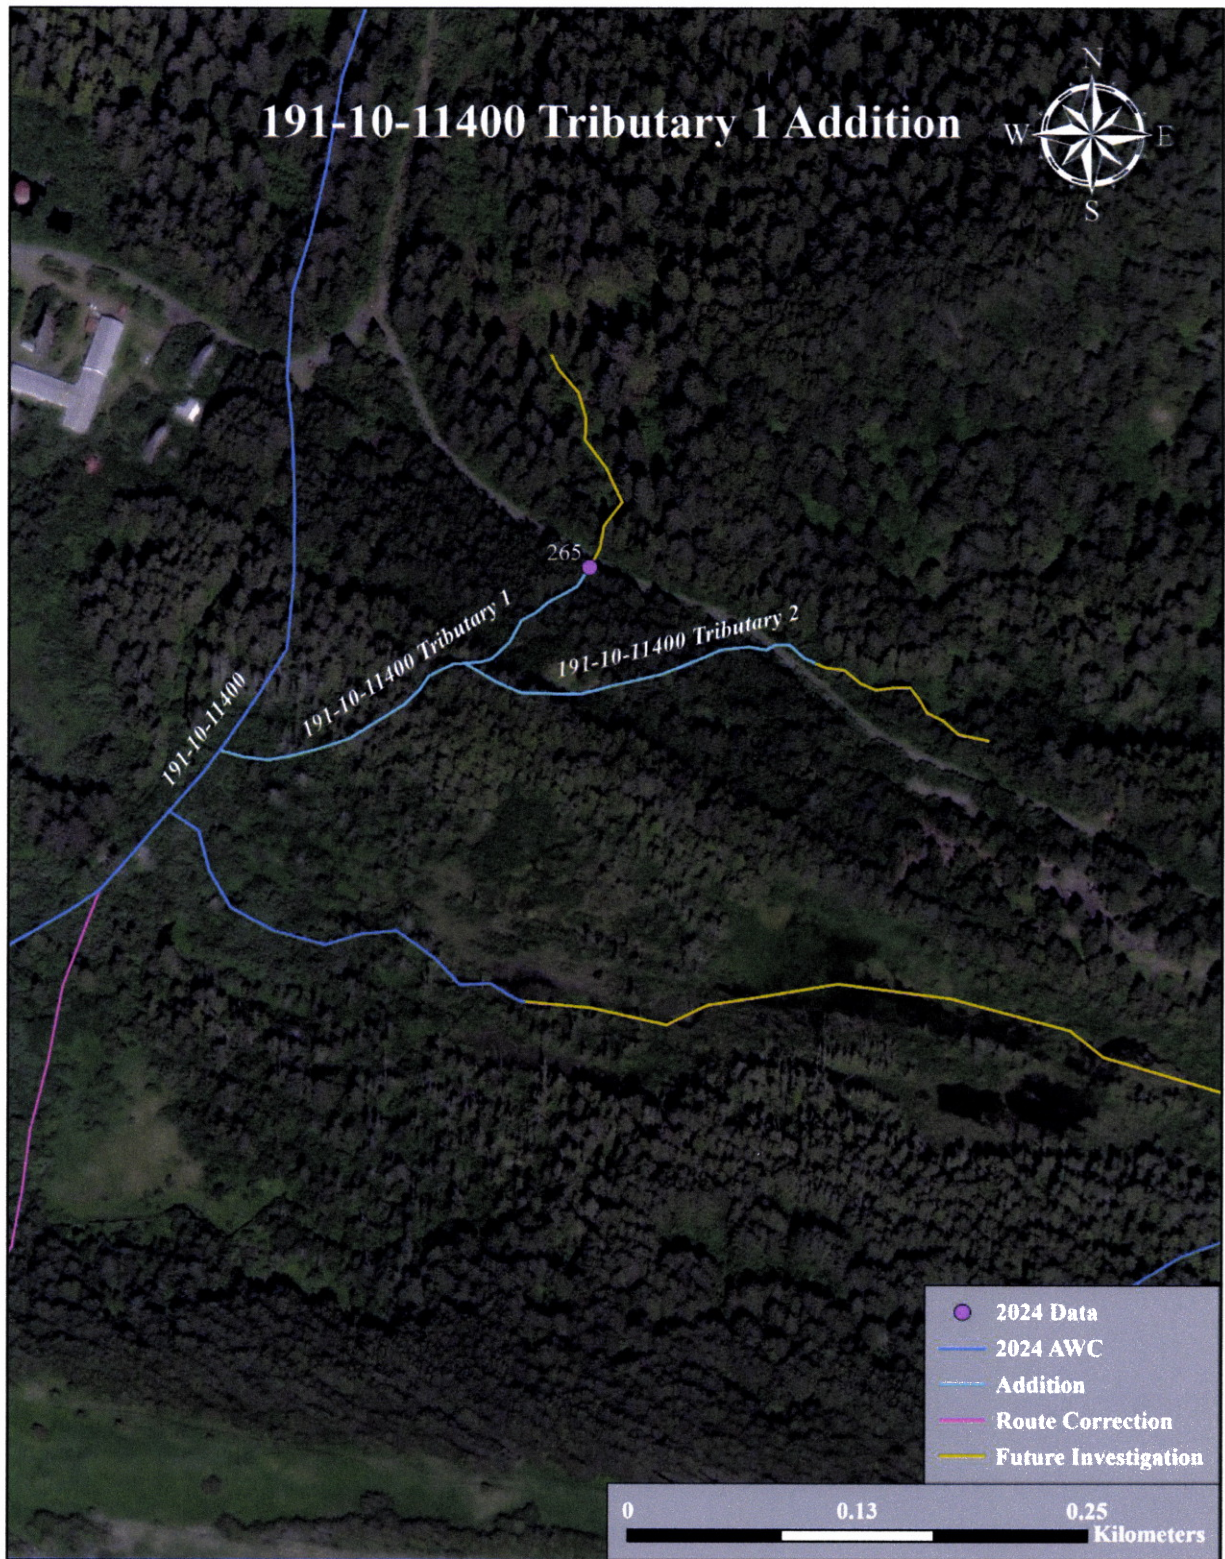 N
191-10-11400 Tributary 1 Addition
W E
S
265
191-10-11400 Tributary 1
191-10-11400 Tributary 2
191-10-11400
2024 Data
2024 AWC
Addition
Route Correction
Future Investigation
0 0.13 0.25
Kilometers